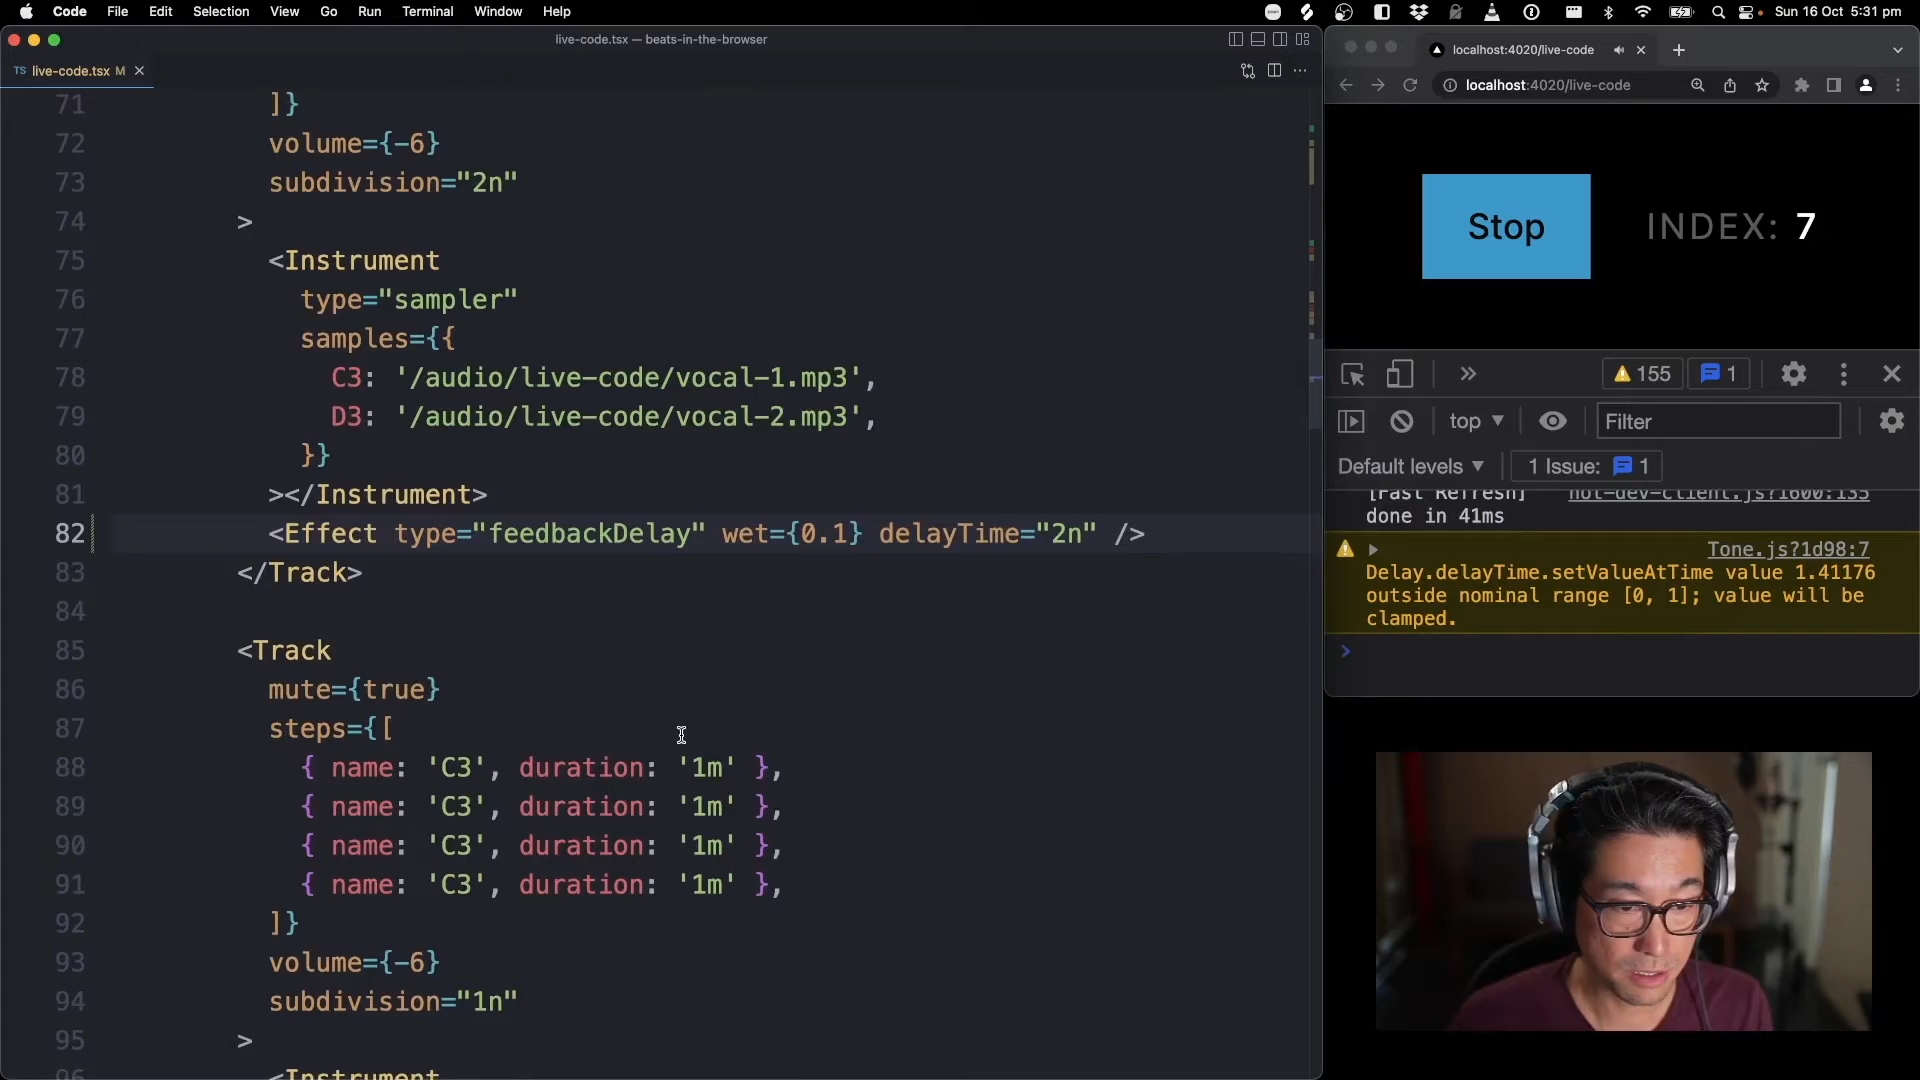 Code File Edit Selection View Go Run Terminal Window Help
Sun 16 Oct 5:31 pm
live-code.tsx — beats-in-the-browser
TS live-code.tsx M
71 ]}
72 volume={-6}
73 subdivision="2n"
74 >
75 <Instrument
76 type="sampler"
77 samples={{
78 C3: '/audio/live-code/vocal-1.mp3',
79 D3: '/audio/live-code/vocal-2.mp3',
80 }}
81 ></Instrument>
82 <Effect type="feedbackDelay" wet={0.1} delayTime="2n" />
83 </Track>
84
85 <Track
86 mute={true}
87 steps={[
88 { name: 'C3', duration: '1m' },
89 { name: 'C3', duration: '1m' },
90 { name: 'C3', duration: '1m' },
91 { name: 'C3', duration: '1m' },
92 ]}
93 volume={-6}
94 subdivision="1n"
95 >
96 <Instrument
localhost:4020/live-code
localhost:4020/live-code
Stop INDEX: 7
155 1
top Filter
Default levels 1 Issue: 1
[Fast Refresh] hot-dev-client.js?1600:135
done in 41ms
Tone.js?1d98:7
Delay.delayTime.setValueAtTime value 1.41176
outside nominal range [0, 1]; value will be
clamped.